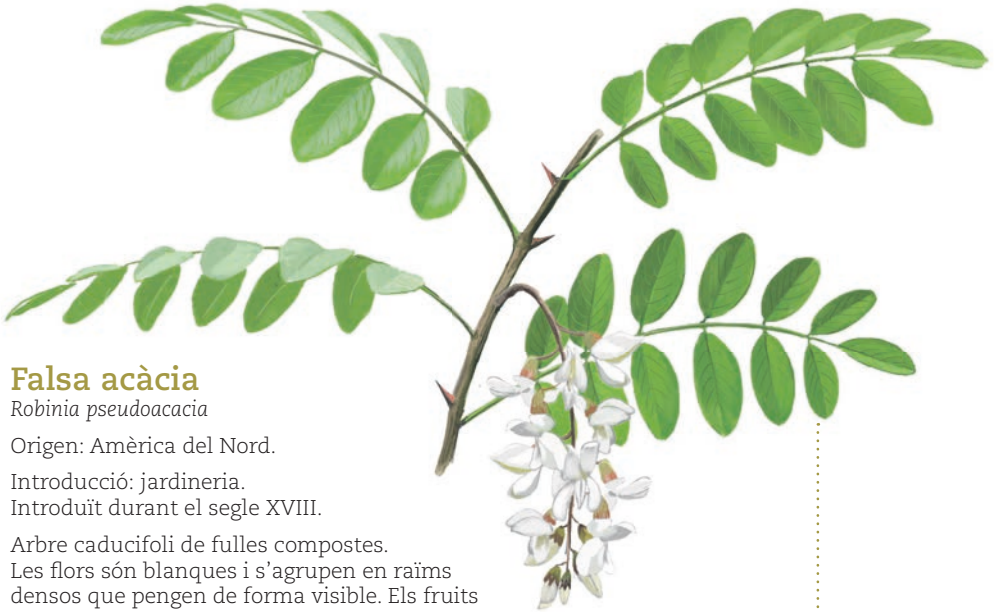 Falsa acàcia
Robinia pseudoacacia
Origen: Amèrica del Nord.
Introducció: jardineria.
Introduït durant el segle XVIII.
Arbre caducifoli de fulles compostes.
Les flors són blanques i s’agrupen en raïms
densos que pengen de forma visible. Els fruits